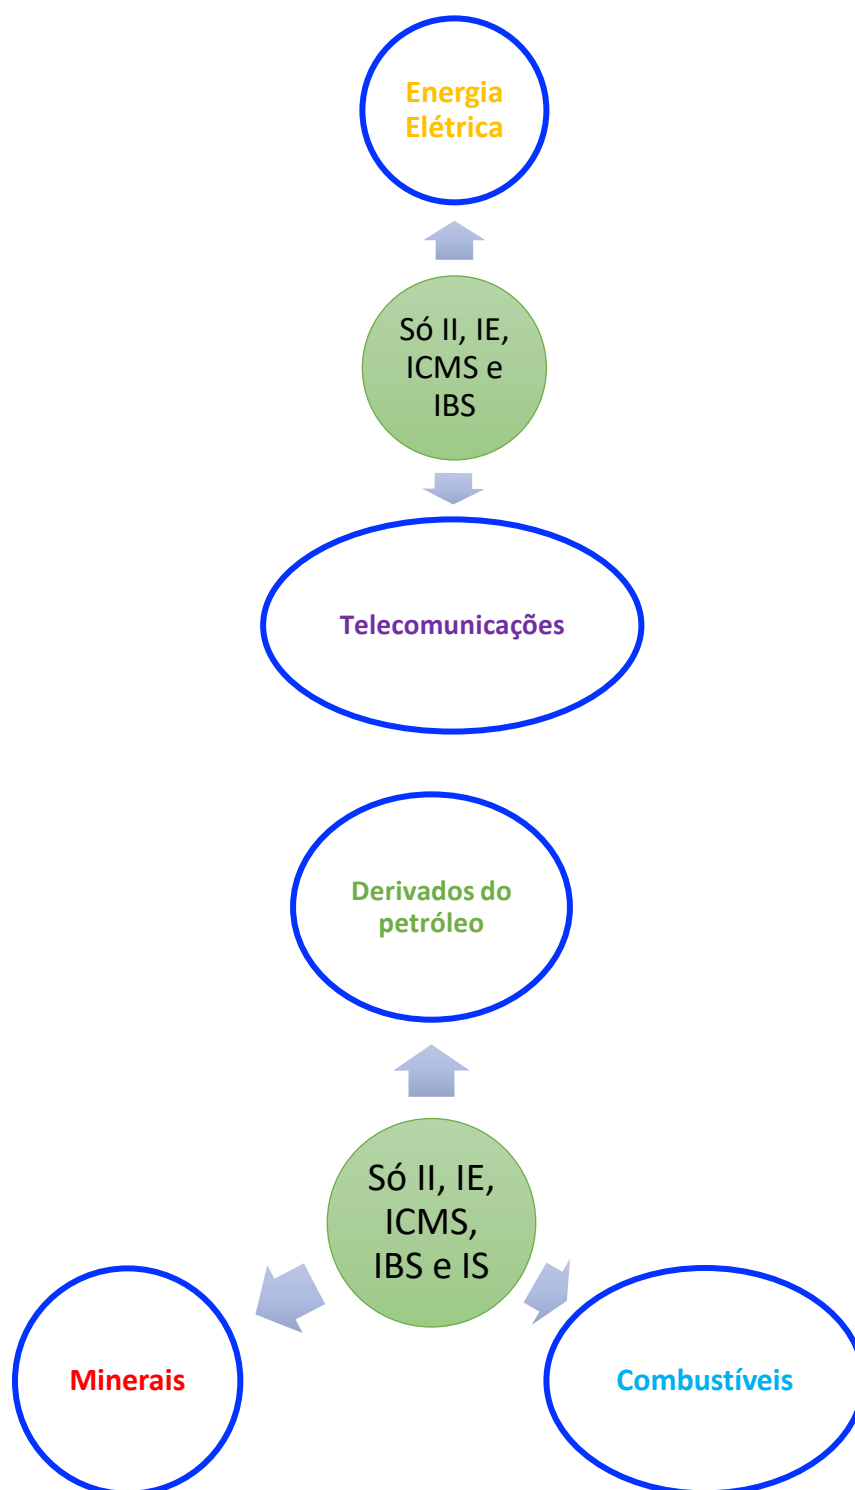 Energia
Elétrica
Só II, IE,
ICMS e
IBS
Telecomunicações
Derivados do
petróleo
Só II, IE,
ICMS,
IBS e IS
Minerais
Combustíveis